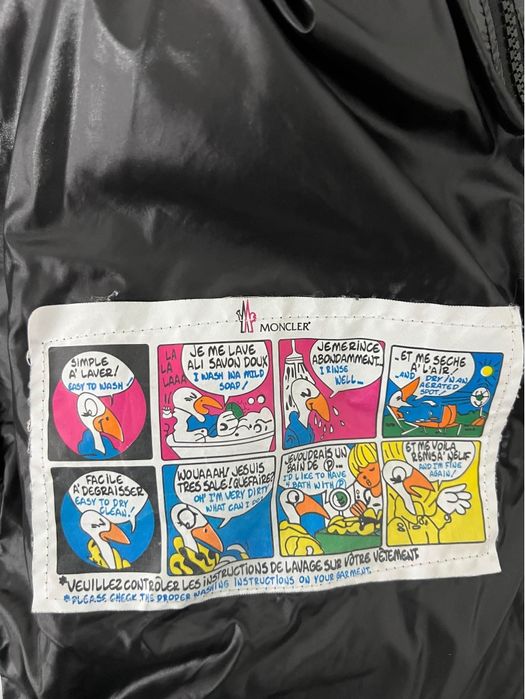 MONCLER
SIMPLE
A' LAVER!
EASY TO WASH!
LA
LA
LAAA
JE ME LAVE
ALI SAVON DOUX
I WASH IN A MILD
SOAP!
JE ME RINCE
ABONDAMMENT...
I RINSE
WELL...
..ET ME SECHE
A' L'AIR!
..AND DRY IN AN
AERATED
SPOT!
FACILE
A' DEGRAISSER
EASY TO DRY
CLEAN!
WOUAAAH! JE SUIS
TRES SALE! QUE FAIRE?
OH! I'M VERY DIRTY
WHAT CAN I DO?
JE VOUDRAIS UN
BAIN DE P...
I'D LIKE TO HAVE
A BATH WITH P
ET ME VOILA
REMIS A' NEUF
AND I'M FINE
AGAIN!
*VEUILLEZ CONTRÔLER LES INSTRUCTIONS DE LAVAGE SUR VÔTRE VÊTEMENT.
*PLEASE CHECK THE PROPER WASHING INSTRUCTIONS ON YOUR GARMENT.